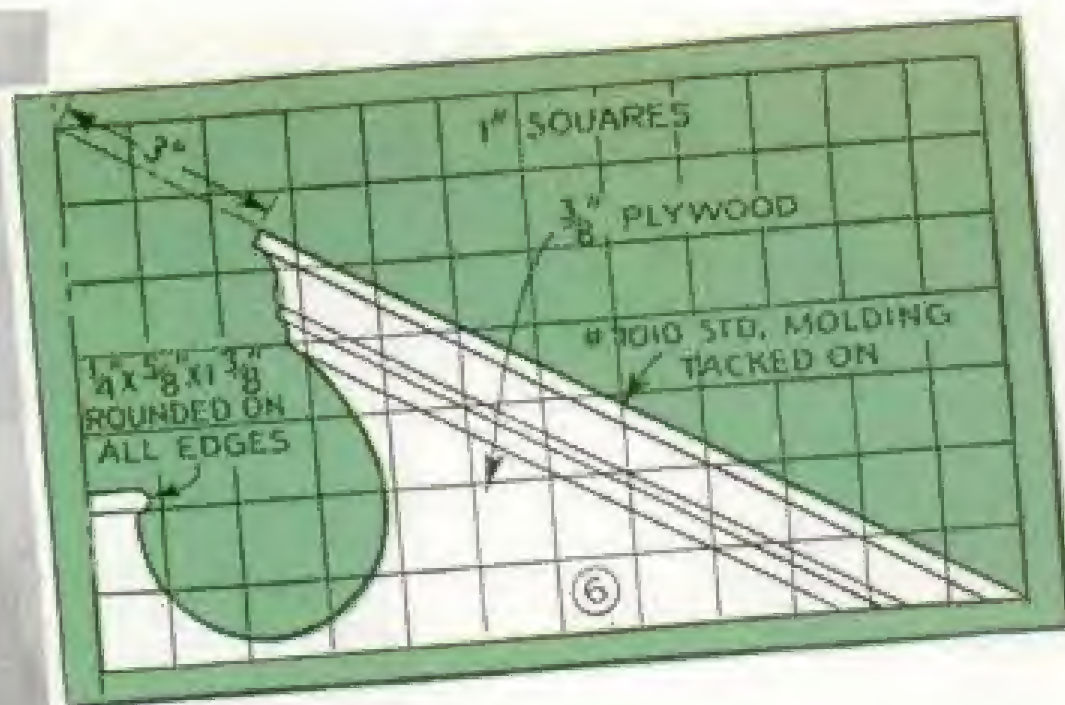 1" SQUARES
3"
3/8" PLYWOOD
# 1010 STD. MOLDING
TACKED ON
1/4" X 5/8" X 1 3/8"
ROUNDED ON
ALL EDGES
6